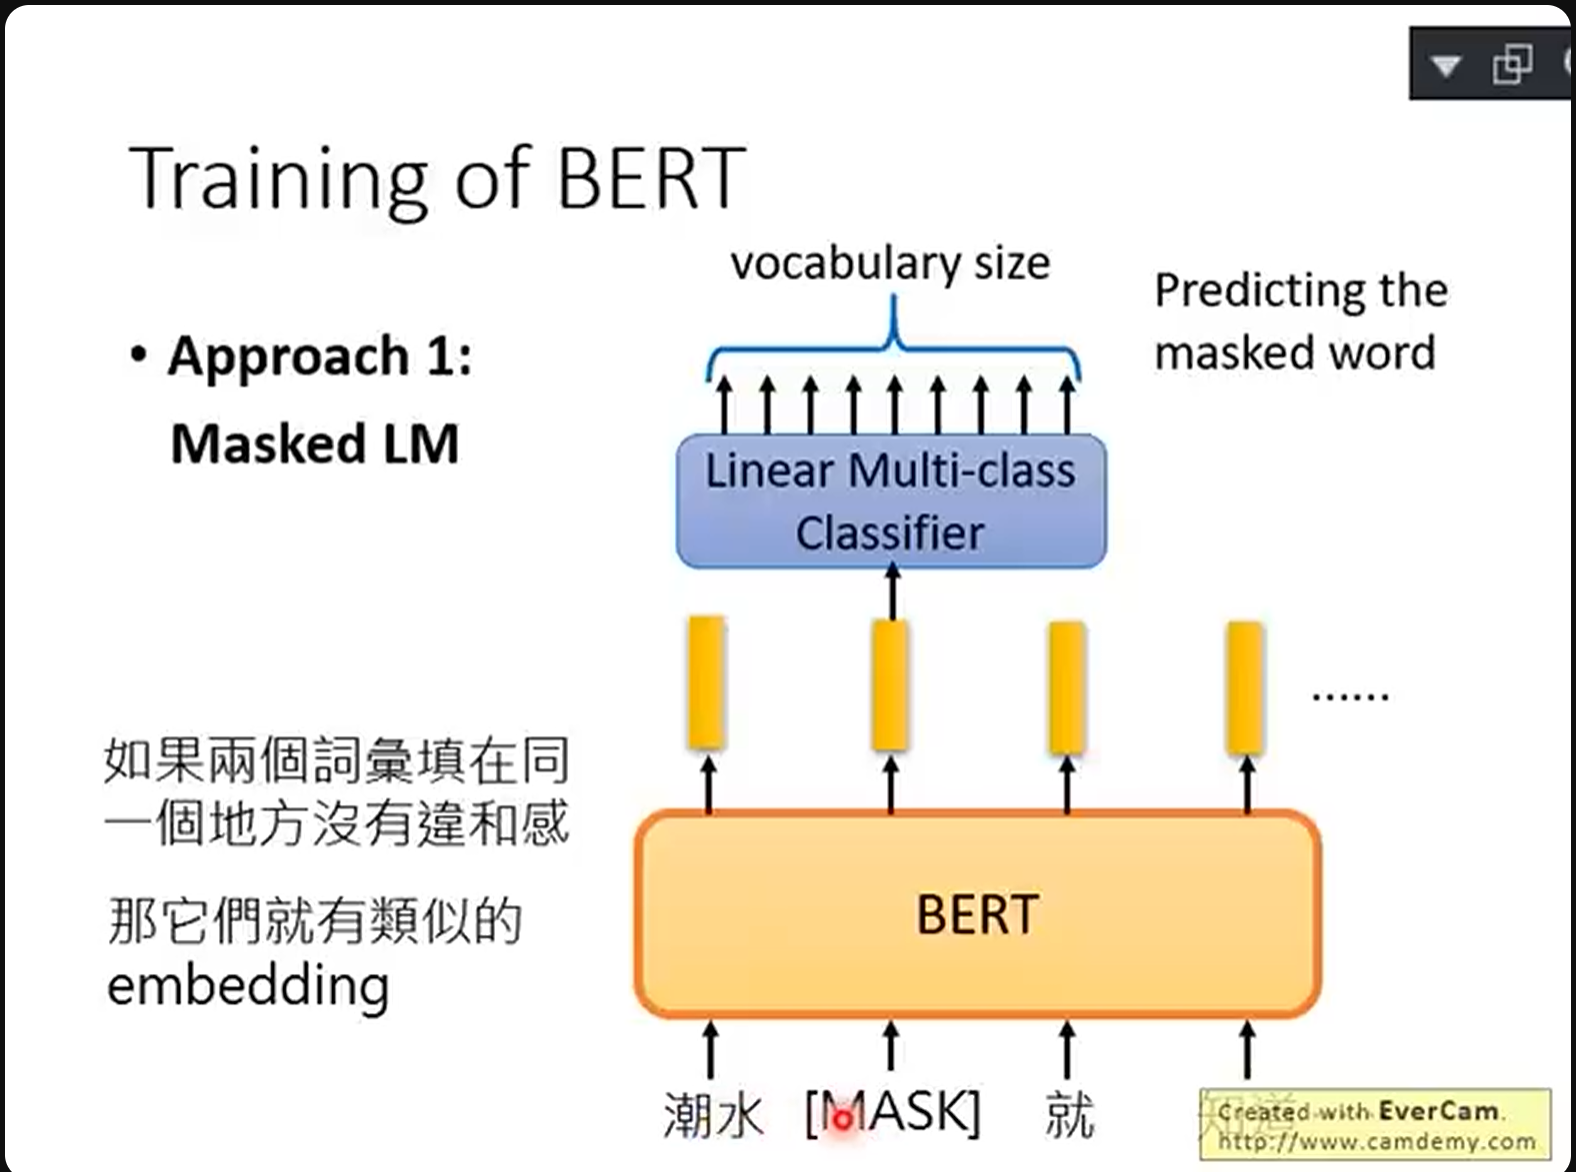 Training of BERT
vocabulary size
Predicting the
masked word
• Approach 1:
Masked LM
Linear Multi-class
Classifier
......
如果兩個詞彙填在同
一個地方沒有違和感
那它們就有類似的
embedding
BERT
潮水 [MASK] 就 知道
Created with EverCam.
http://www.camdemy.com